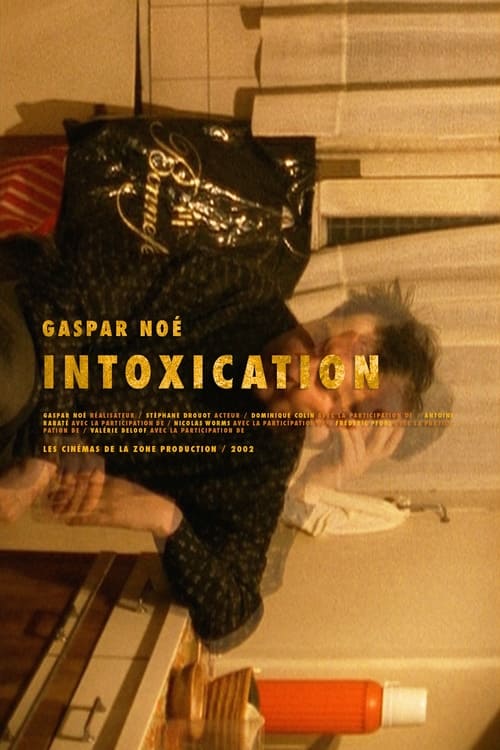 GASPAR NOÉ
INTOXICATION
GASPAR NOÉ RÉALISATEUR / STÉPHANE DROUOT ACTEUR / DOMINIQUE COLIN AVEC LA PARTICIPATION DE / ANTOINE
RABATÉ AVEC LA PARTICIPATION DE / NICOLAS WORMS AVEC LA PARTICIPATION DE / FRÉDÉRIC
PATION DE / VALÉRIE DELOOF AVEC LA PARTICIPATION DE
LES CINÉMAS DE LA ZONE PRODUCTION / 2002